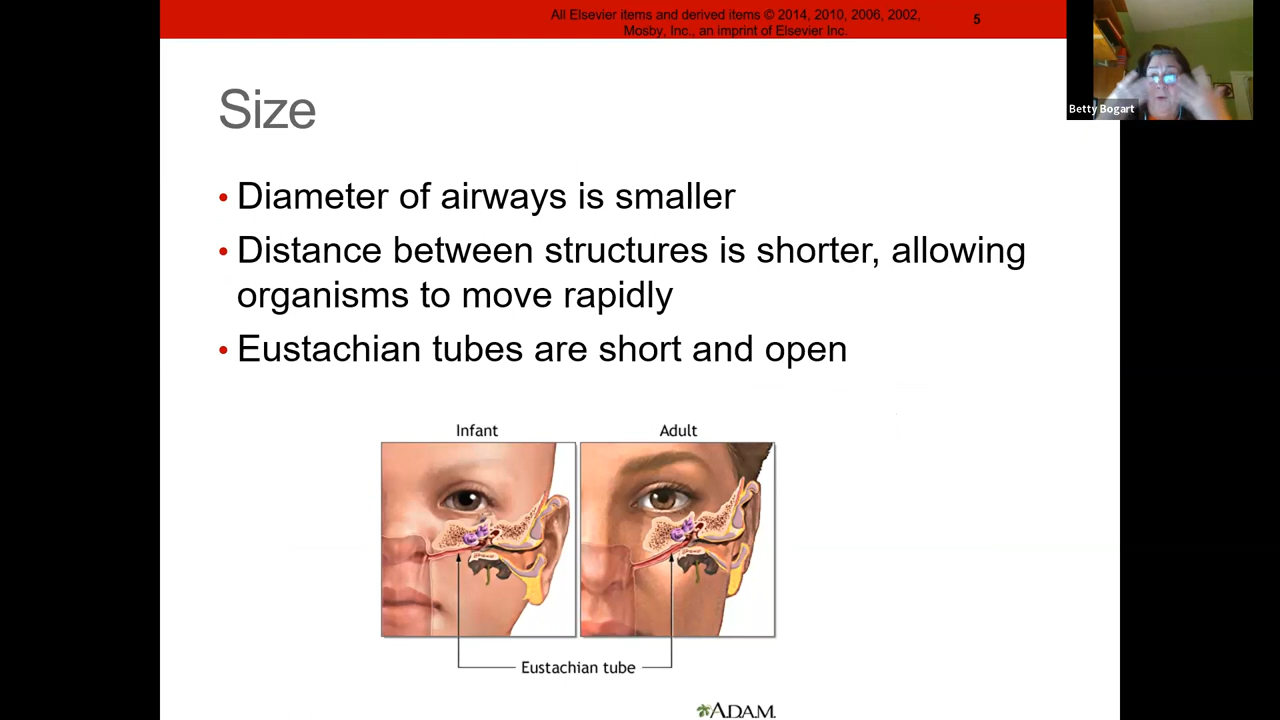 All Elsevier items and derived items © 2014, 2010, 2006, 2002,
Mosby, Inc., an imprint of Elsevier Inc.
5
Betty Bogart
Size
• Diameter of airways is smaller
• Distance between structures is shorter, allowing
organisms to move rapidly
• Eustachian tubes are short and open
Infant
Adult
Eustachian tube
A.D.A.M.